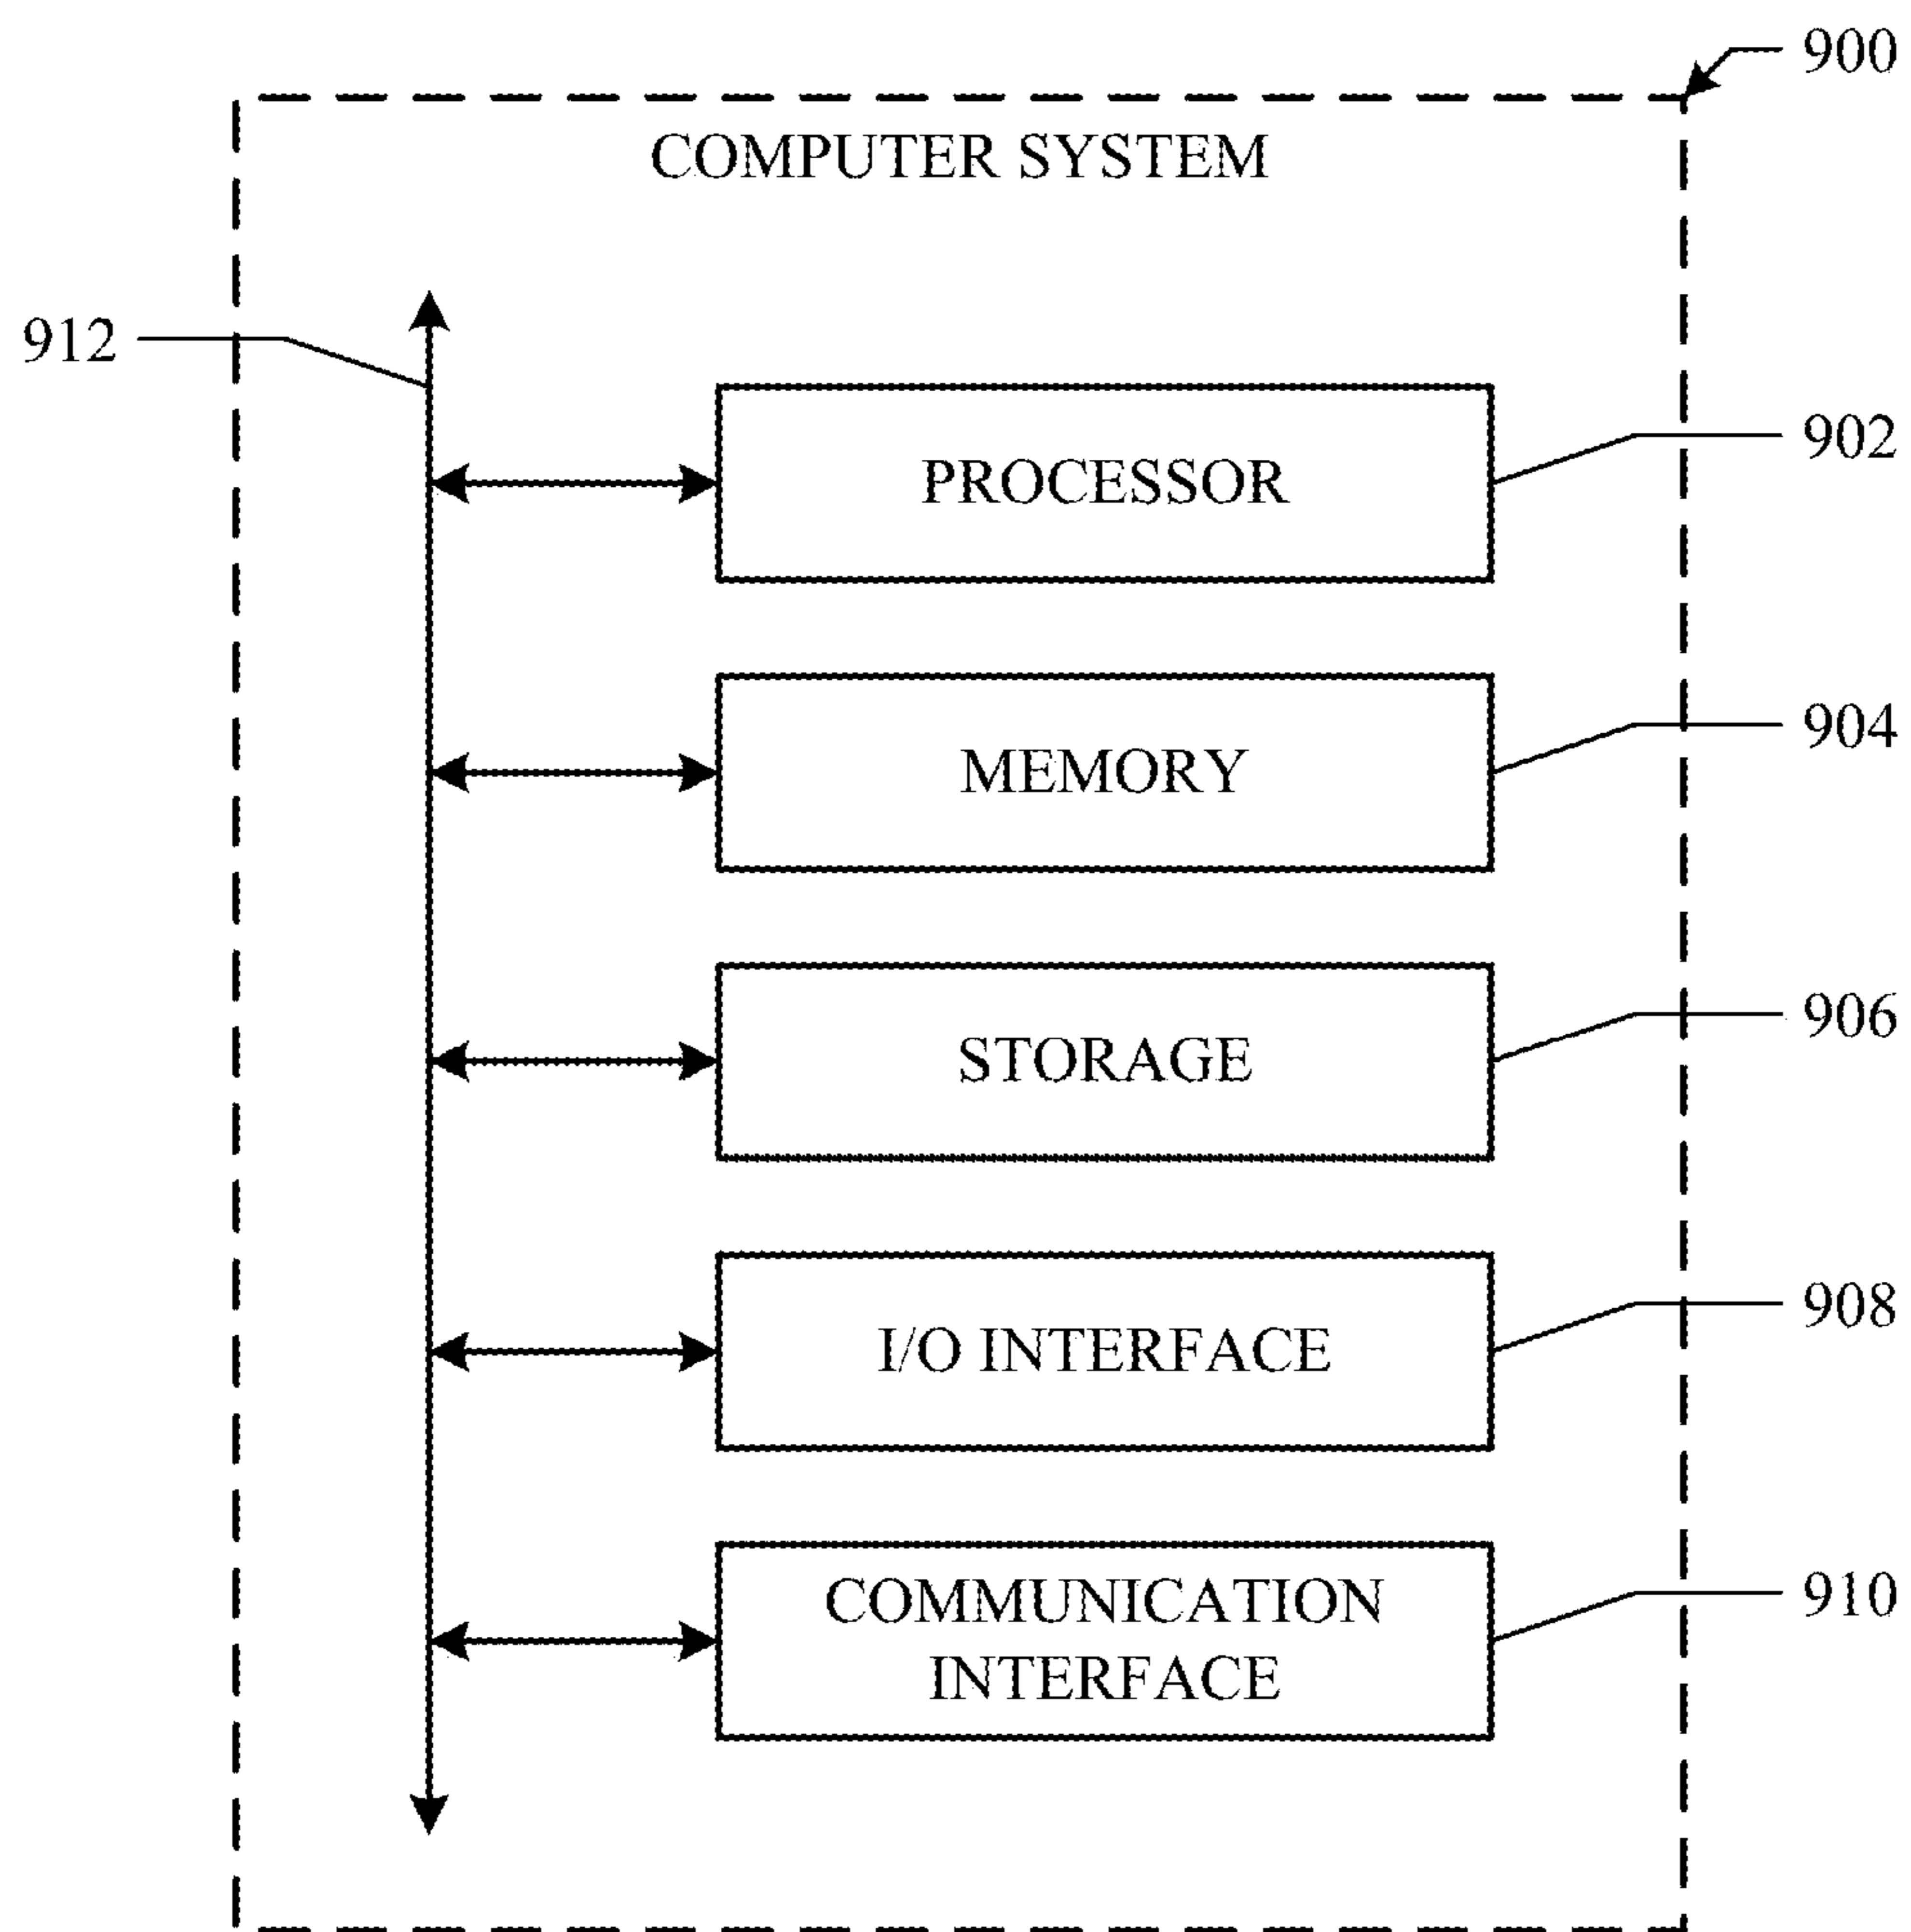 900
COMPUTER SYSTEM
912
PROCESSOR
902
MEMORY
904
STORAGE
906
I/O INTERFACE
908
COMMUNICATION
INTERFACE
910